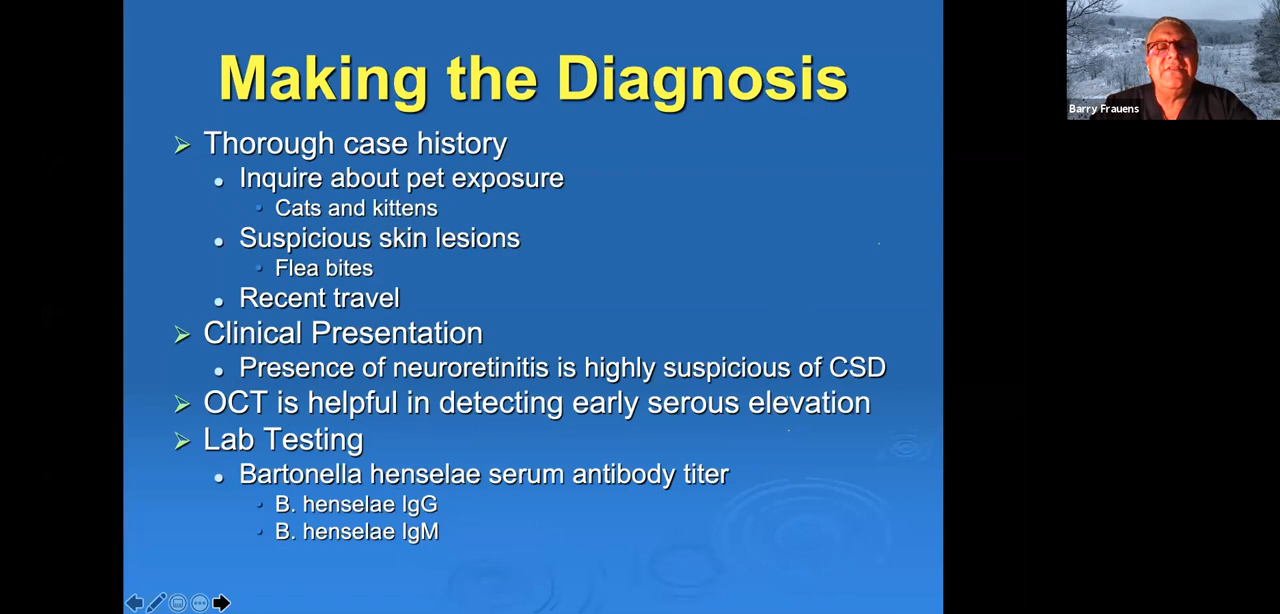 Making the Diagnosis
Thorough case history
Inquire about pet exposure
Cats and kittens
Suspicious skin lesions
Flea bites
Recent travel
Clinical Presentation
Presence of neuroretinitis is highly suspicious of CSD
OCT is helpful in detecting early serous elevation
Lab Testing
Bartonella henselae serum antibody titer
B. henselae IgG
B. henselae IgM
Barry Frauens